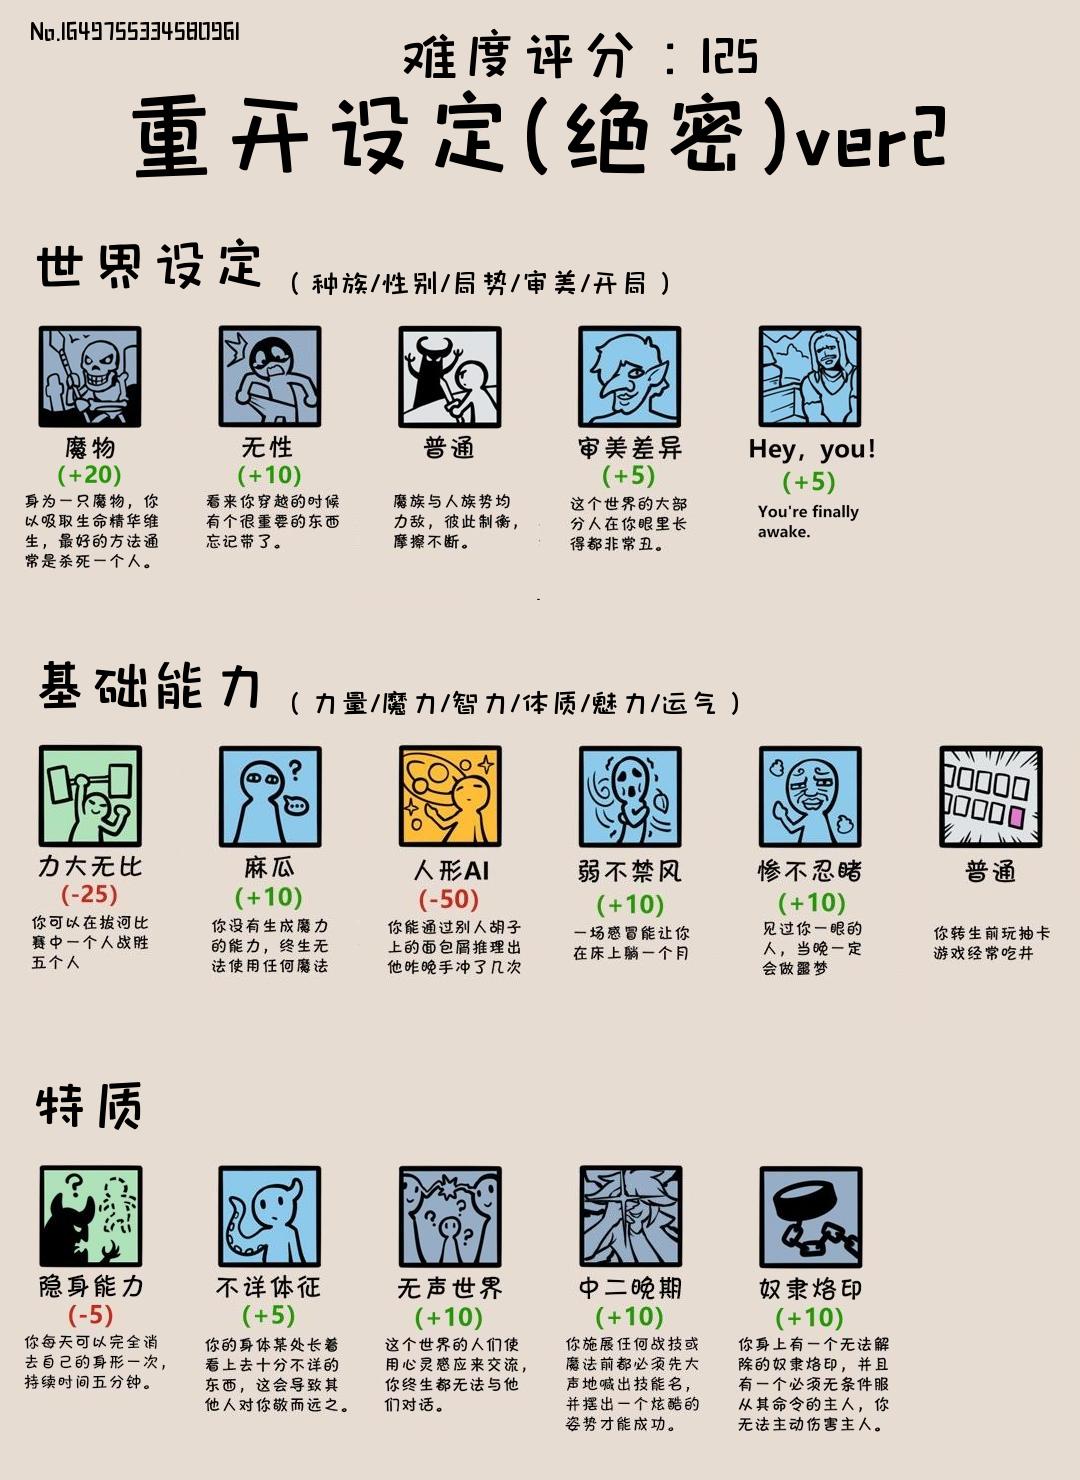 No.1649755334580961
难度评分：125
重开设定(绝密)ver2
世界设定（种族/性别/局势/审美/开局）
魔物 无性 普通 审美差异 Hey, you!
(+20) (+10) (+5) (+5)
身为一只魔物，你
以吸取生命精华维
生，最好的方法通
常是杀死一个人。
看来你穿越的时候
有个很重要的东西
忘记带了。
魔族与人族势均
力敌，彼此制衡，
摩擦不断。
这个世界的大部
分人在你眼里长
得都非常丑。
You're finally
awake.
基础能力（力量/魔力/智力/体质/魅力/运气）
力大无比 麻瓜 人形AI 弱不禁风 惨不忍睹 普通
(-25) (+10) (-50) (+10) (+10)
你可以在拔河比
赛中一个人战胜
五个人
你没有生成魔力
的能力，终生无
法使用任何魔法
你能通过别人胡子
上的面包屑推理出
他昨晚手冲了几次
一场感冒能让你
在床上躺一个月
见过你一眼的
人，当晚一定
会做噩梦
你转生前玩抽卡
游戏经常吃井
特质
隐身能力 不详体征 无声世界 中二晚期 奴隶烙印
(-5) (+5) (+10) (+10) (+10)
你每天可以完全消
去自己的身形一次，
持续时间五分钟。
你的身体某处长着
看上去十分不详的
东西，这会导致其
他人对你敬而远之。
这个世界的人们使
用心灵感应来交流，
你终生都无法与他
们对话。
你施展任何战技或
魔法前都必须先大
声地喊出技能名，
并摆出一个炫酷的
姿势才能成功。
你身上有一个无法解
除的奴隶烙印，并且
有一个必须无条件服
从其命令的主人，你
无法主动伤害主人。